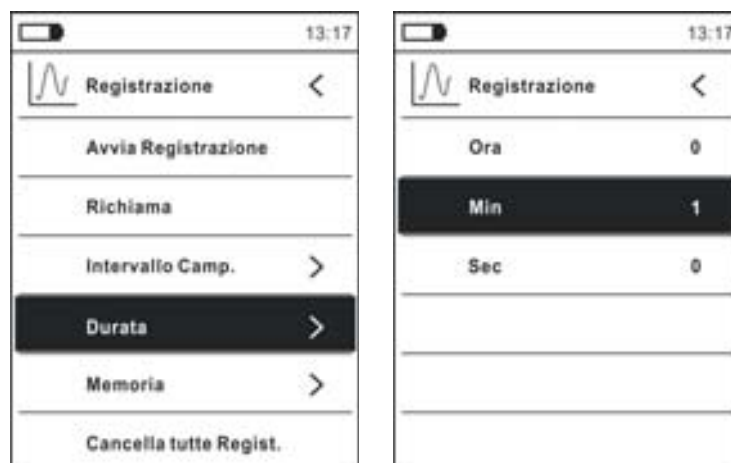 13:17
Registrazione <
Avvia Registrazione
Richiama
Intervallo Camp. >
Durata >
Memoria >
Cancella tutte Regist.
13:17
Registrazione <
Ora 0
Min 1
Sec 0